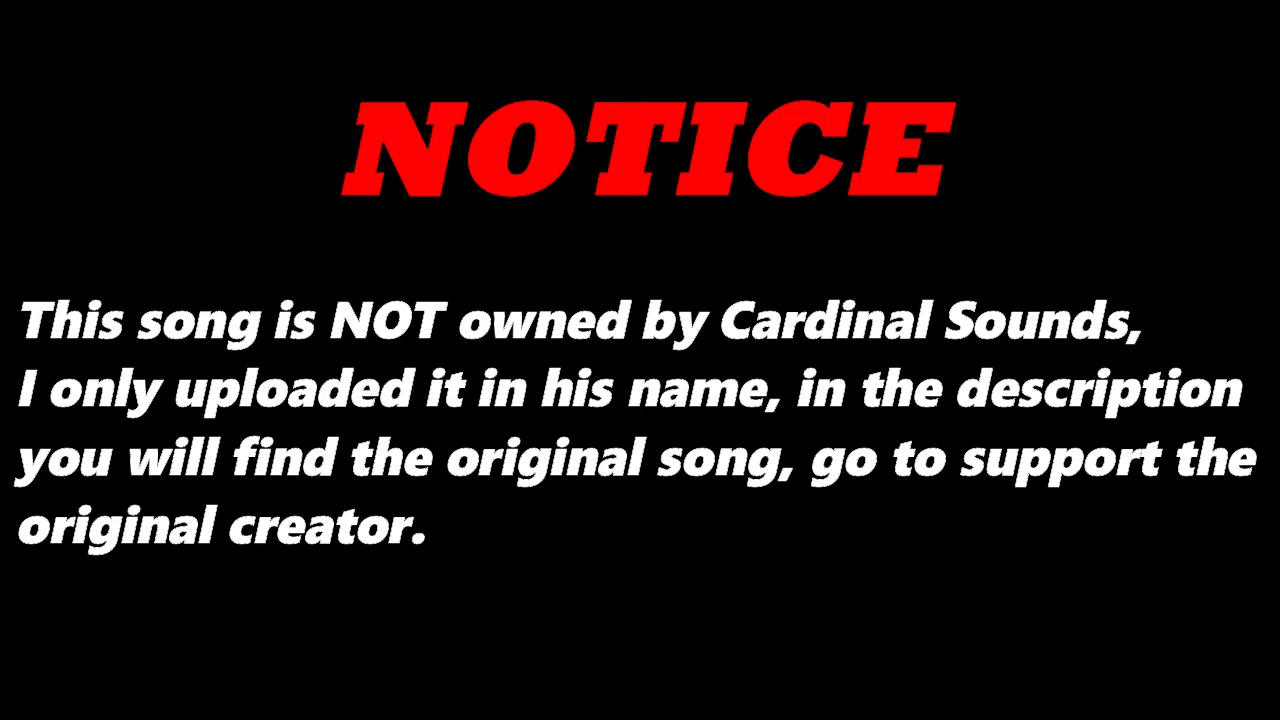 NOTICE
This song is NOT owned by Cardinal Sounds,
I only uploaded it in his name, in the description
you will find the original song, go to support the
original creator.